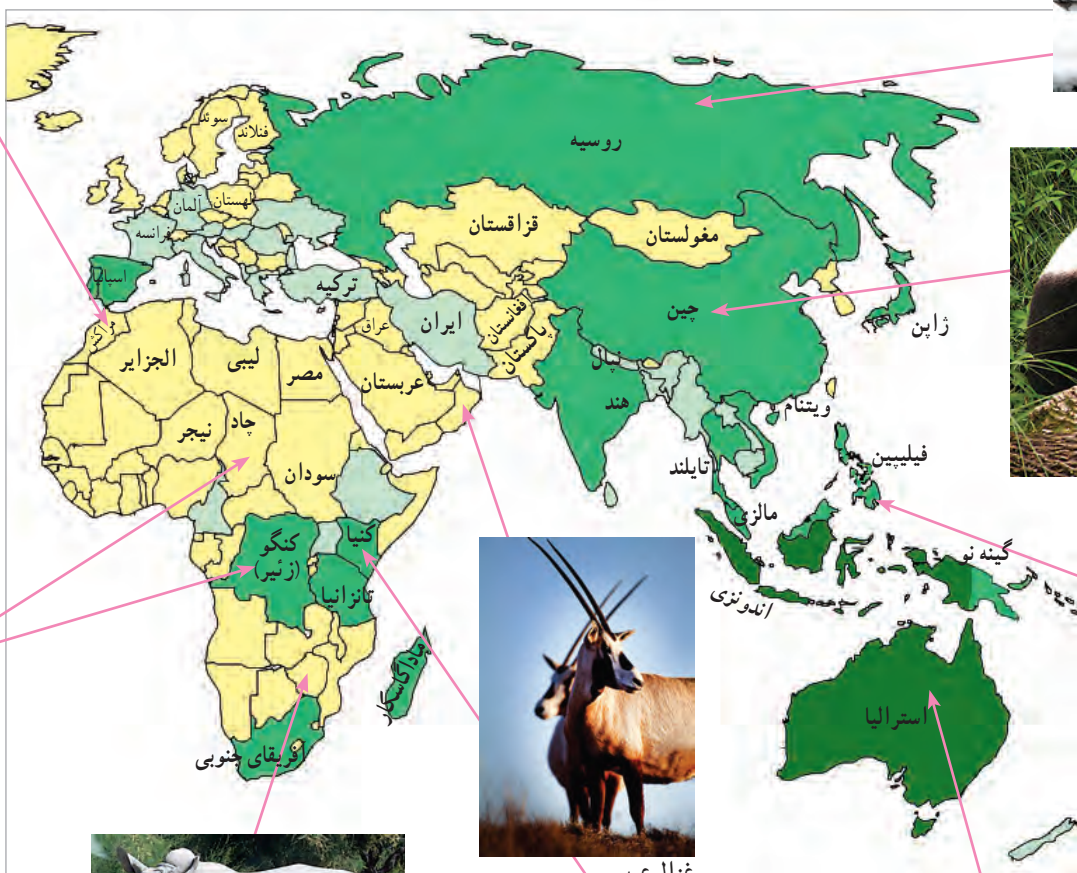 سوئد
فنلاند
روسیه
لهستان
آلمان
فرانسه
قزاقستان
مغولستان
اسپانیا
ترکیه
ایران
افغانستان
چین
ژاپن
مراکش
عراق
پاکستان
الجزایر
لیبی
مصر
عربستان
نپال
هند
ویتنام
نیجر
چاد
سودان
تایلند
فیلیپین
مالزی
کنیا
کنگو
(زئیر)
گینه نو
تانزانیا
اندونزی
ماداگاسکار
استرالیا
افریقای جنوبی